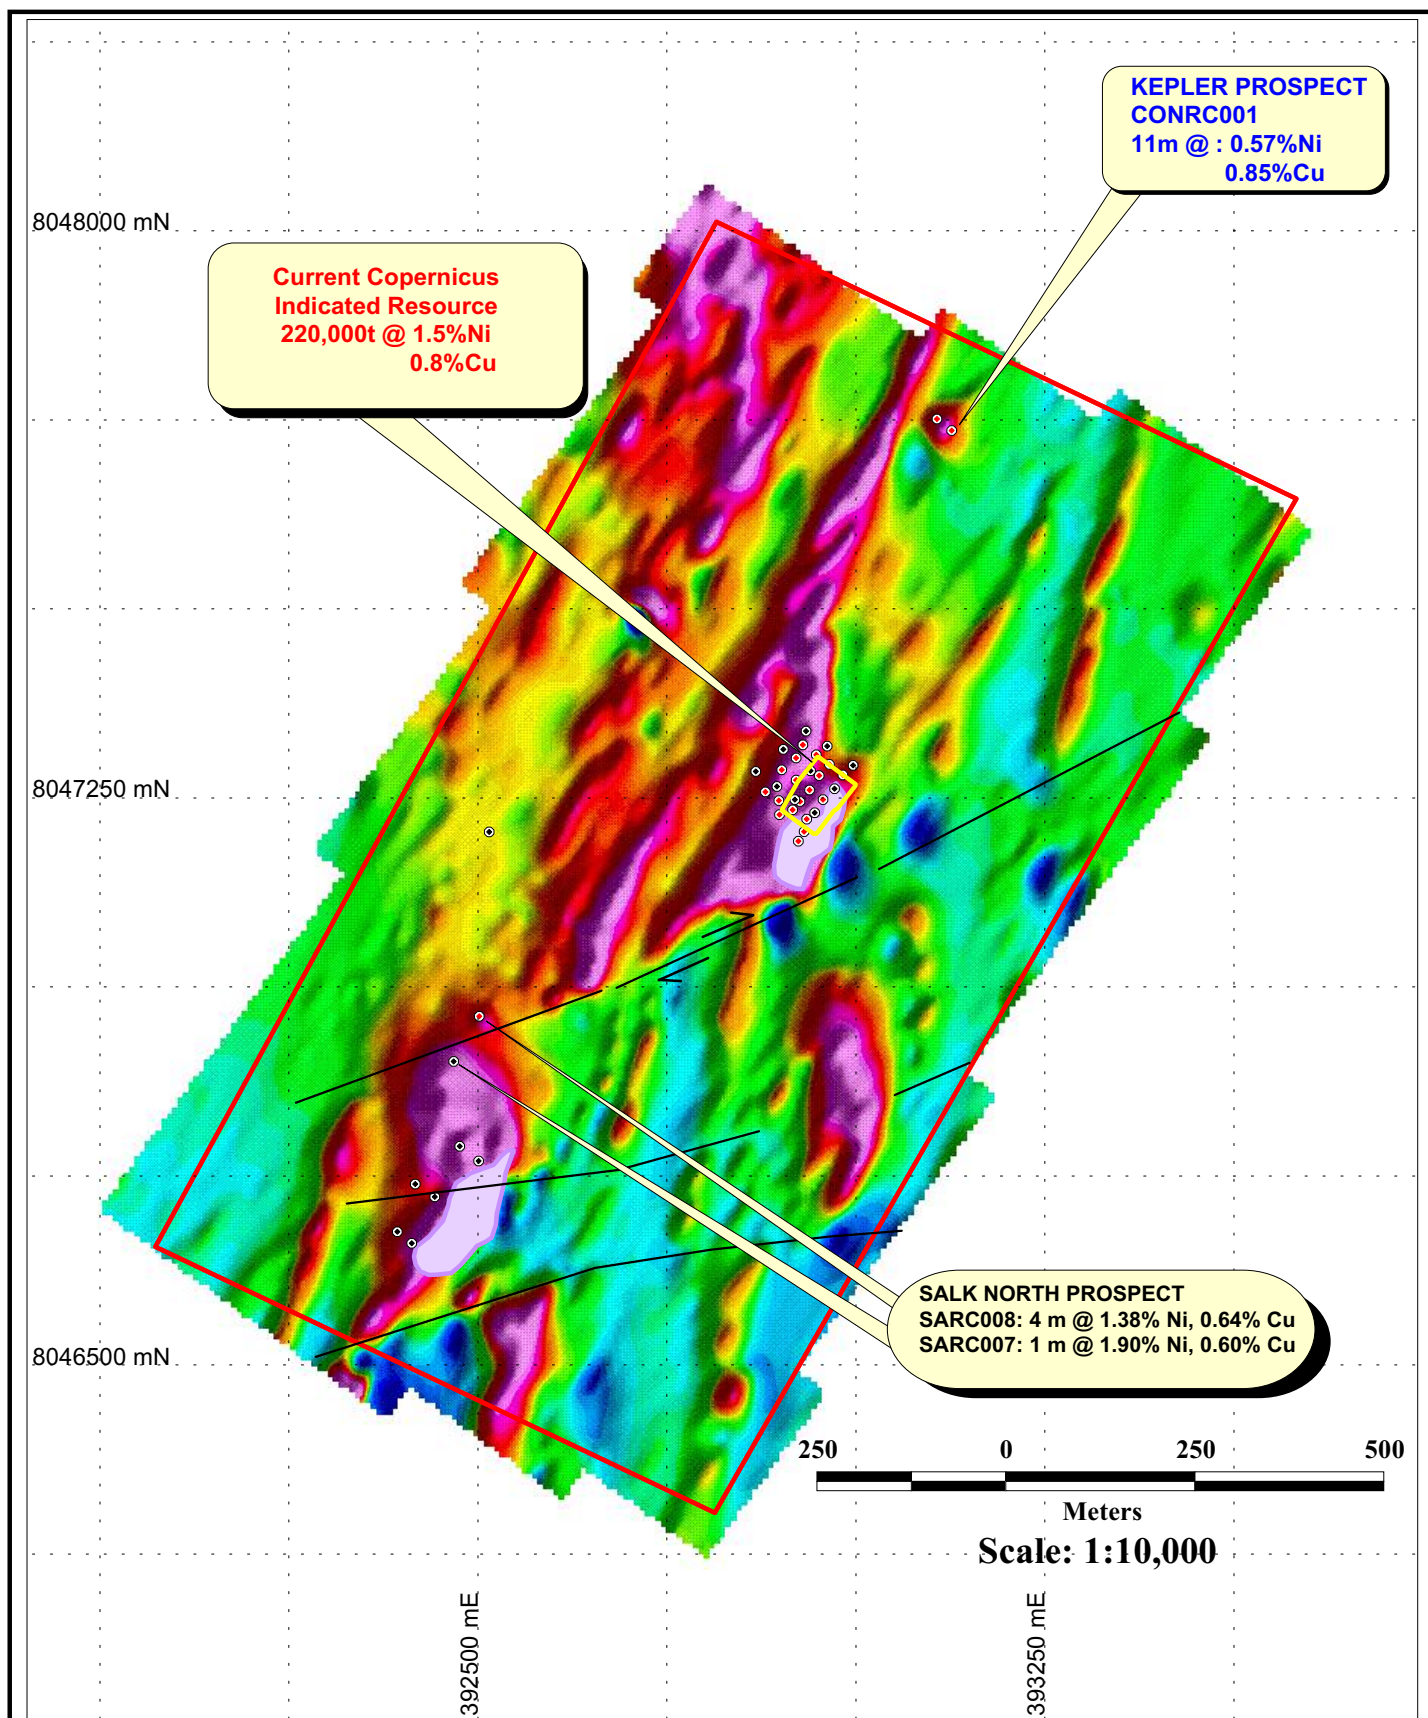 KEPLER PROSPECT
CONRC001
11m @ : 0.57%Ni
0.85%Cu
8048000 mN
Current Copernicus
Indicated Resource
220,000t @ 1.5%Ni
0.8%Cu
8047250 mN
SALK NORTH PROSPECT
SARC008: 4 m @ 1.38% Ni, 0.64% Cu
SARC007: 1 m @ 1.90% Ni, 0.60% Cu
8046500 mN
250 0 250 500
Meters
Scale: 1:10,000
392500 mE
393250 mE